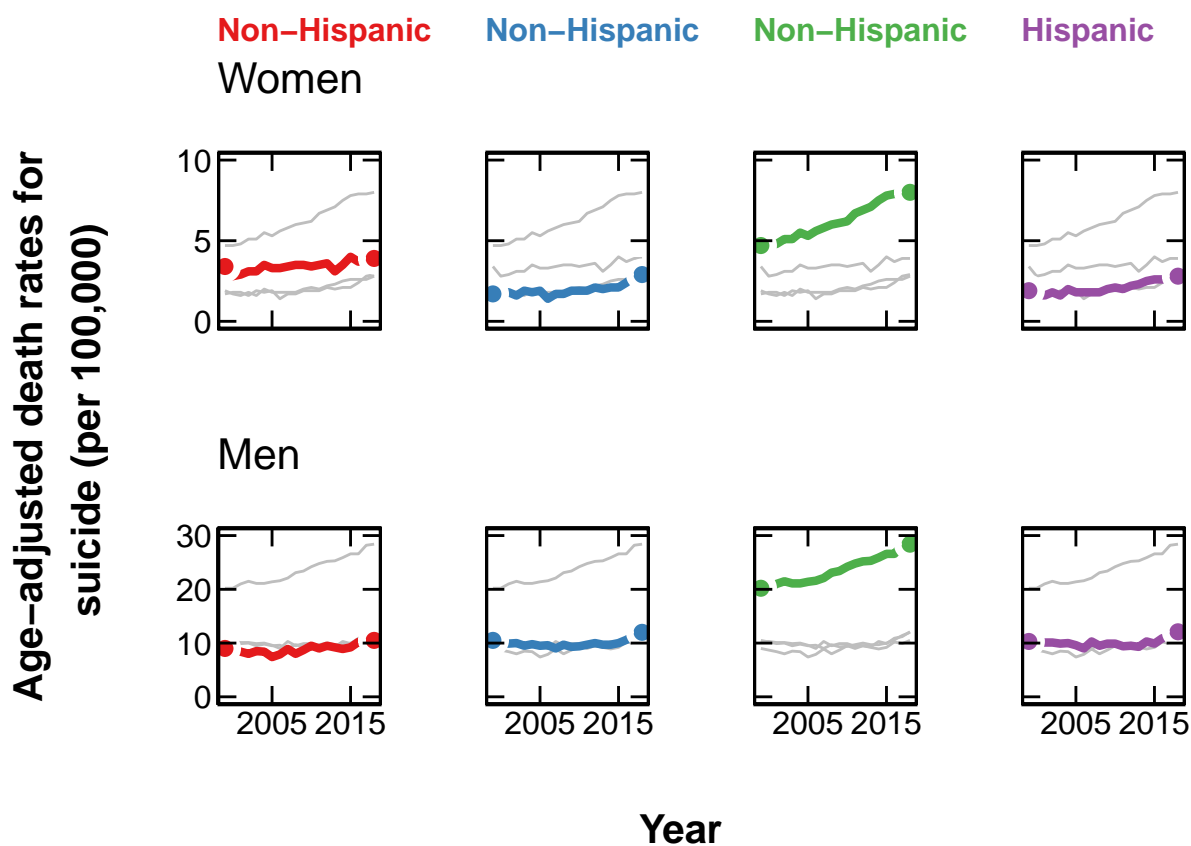 Non−Hispanic Non−Hispanic Non−Hispanic Hispanic
Women
Age−adjusted death rates for
suicide (per 100,000)
10
5
0
Men
30
20
10
0
2005 2015 2005 2015 2005 2015 2005 2015
Year